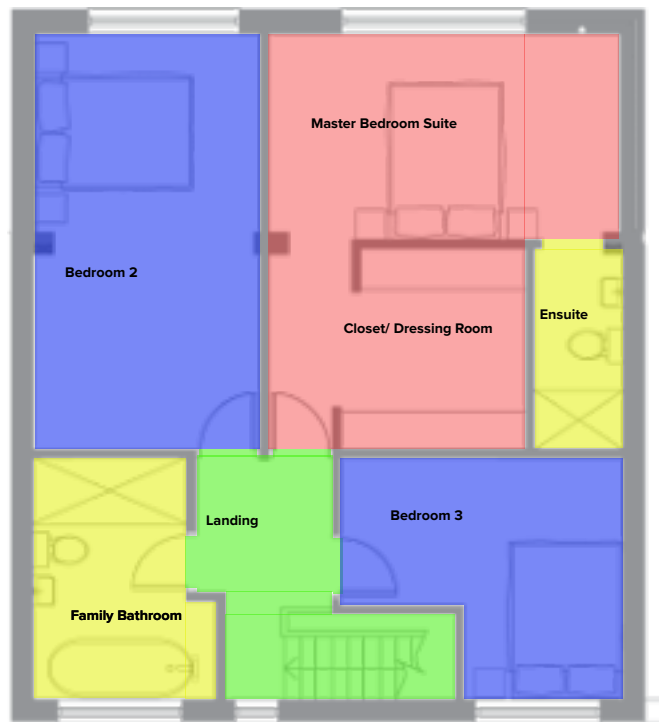 Master Bedroom Suite
Bedroom 2
Ensuite
Closet/ Dressing Room
Bedroom 3
Landing
Family Bathroom